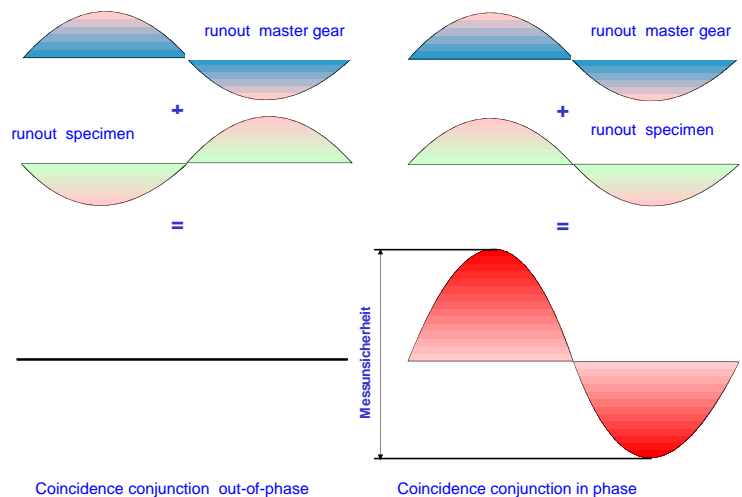 runout master gear
+
runout specimen
=
Coincidence conjunction out-of-phase
runout master gear
+
runout specimen
=
Messunsicherheit
Coincidence conjunction in phase